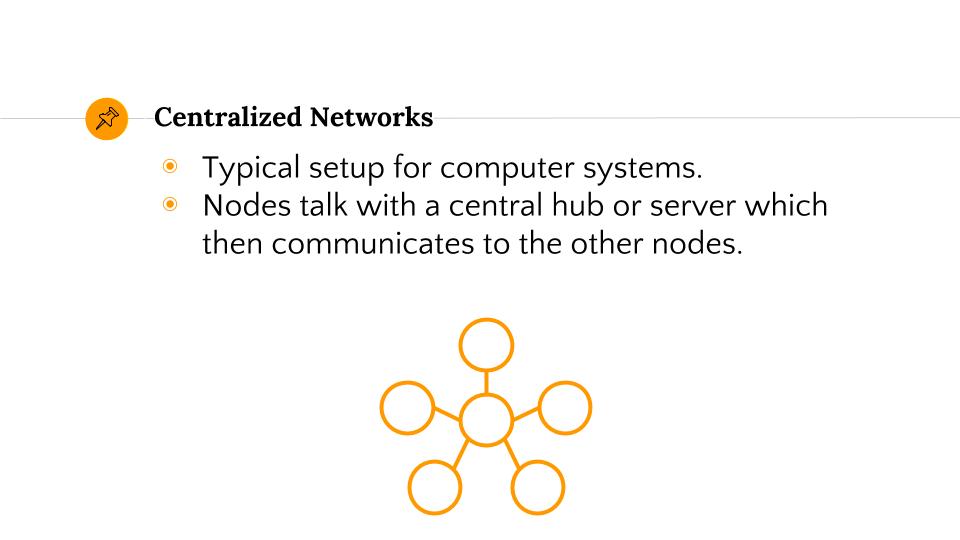 Centralized Networks
Typical setup for computer systems.
Nodes talk with a central hub or server which
then communicates to the other nodes.